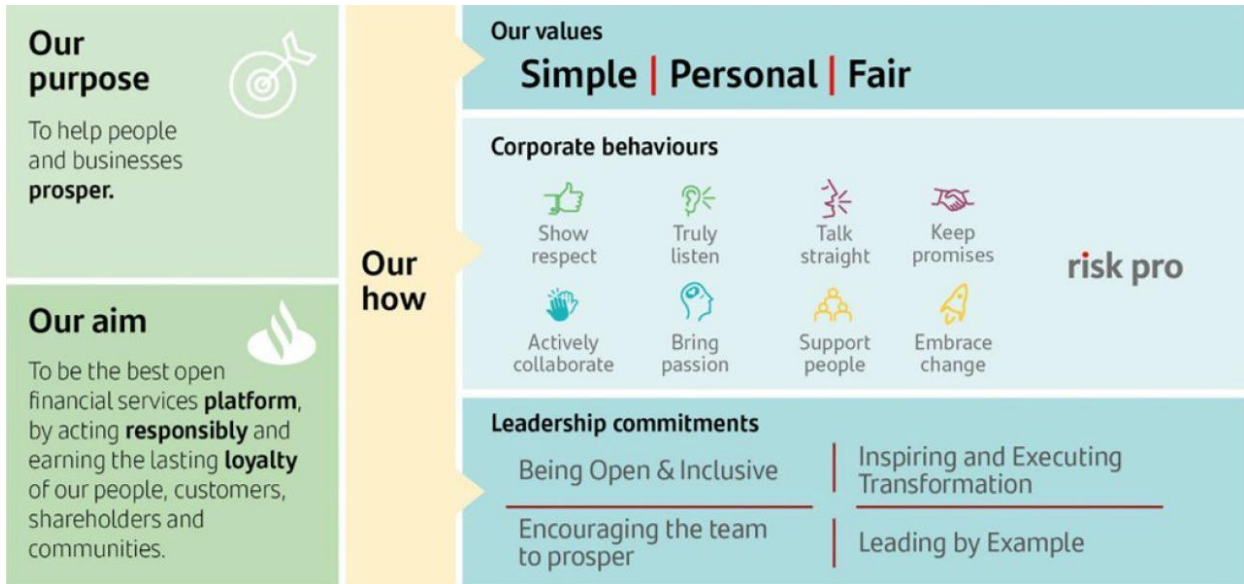 Our
purpose
To help people
and businesses
prosper.
Our aim
To be the best open
financial services platform,
by acting responsibly and
earning the lasting loyalty
of our people, customers,
shareholders and
communities.
Our
how
Our values
Simple | Personal | Fair
Corporate behaviours
Show
respect
Truly
listen
Talk
straight
Keep
promises
Actively
collaborate
Bring
passion
Support
people
Embrace
change
risk pro
Leadership commitments
Being Open & Inclusive
Inspiring and Executing
Transformation
Encouraging the team
to prosper
Leading by Example